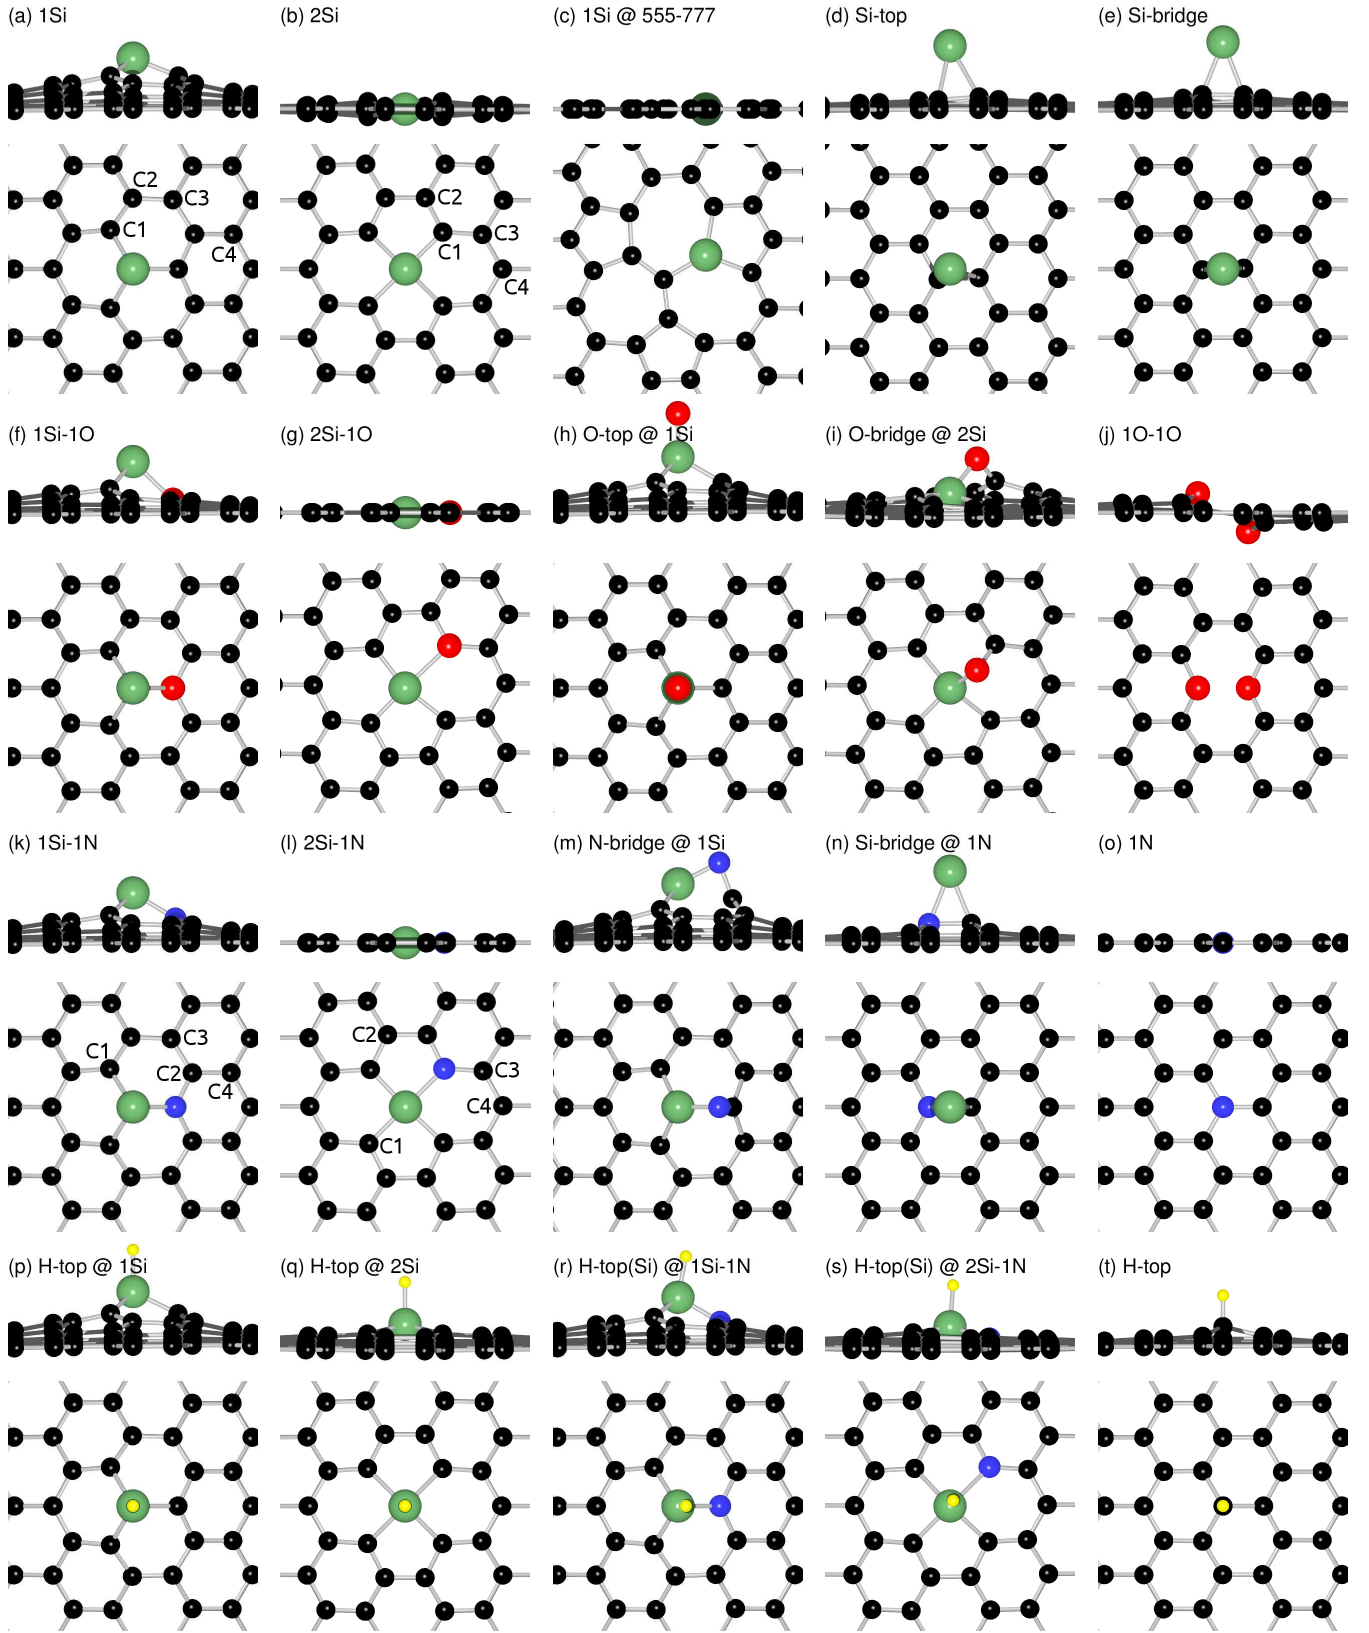 (a) 1Si
(b) 2Si
(c) 1Si @ 555-777
(d) Si-top
(e) Si-bridge
C2
C3
C1
C4
C2
C3
C1
C4
(f) 1Si-1O
(g) 2Si-1O
(h) O-top @ 1Si
(i) O-bridge @ 2Si
(j) 1O-1O
(k) 1Si-1N
(l) 2Si-1N
(m) N-bridge @ 1Si
(n) Si-bridge @ 1N
(o) 1N
C3
C1
C2
C4
C2
C3
C4
C1
(p) H-top @ 1Si
(q) H-top @ 2Si
(r) H-top(Si) @ 1Si-1N
(s) H-top(Si) @ 2Si-1N
(t) H-top